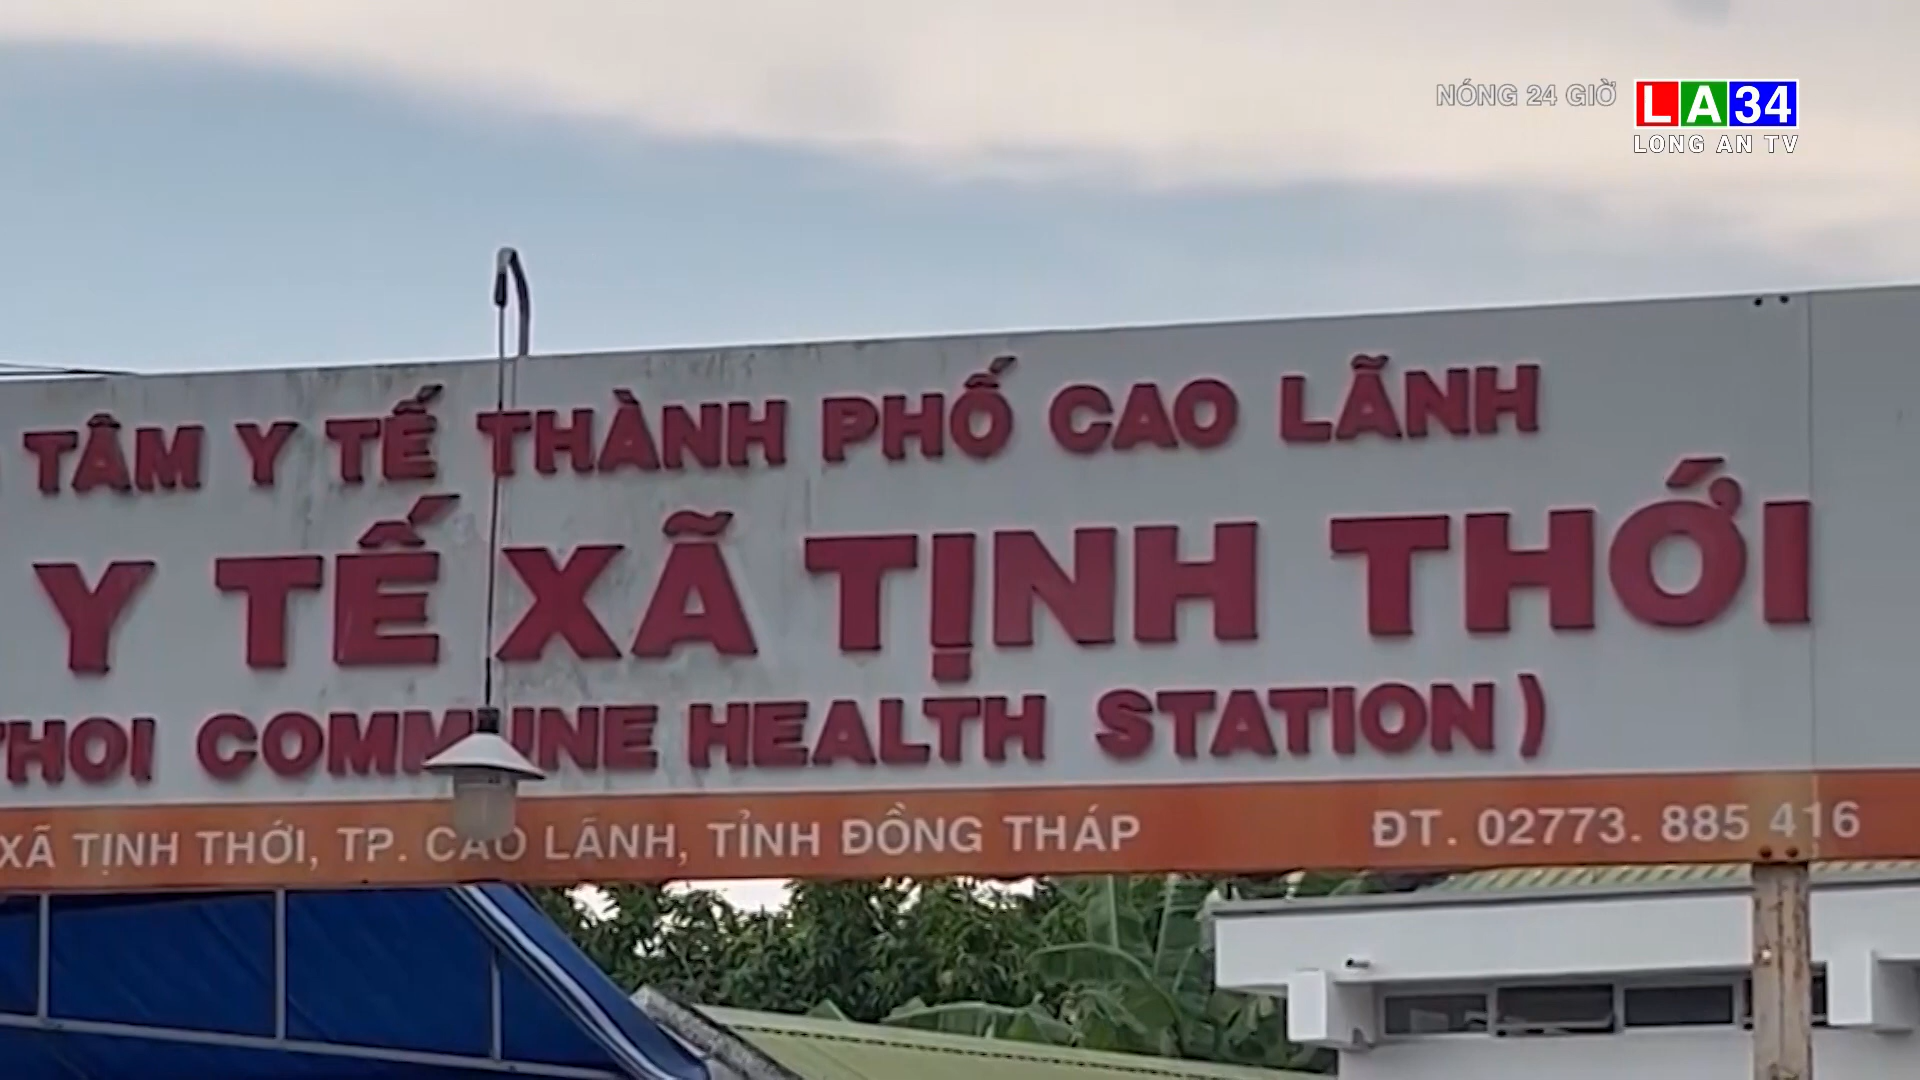 NÓNG 24 GIỜ
LA34
LONG AN TV
TÂM Y TẾ THÀNH PHỐ CAO LÃNH
Y TẾ XÃ TỊNH THỚI
THOI COMMUNE HEALTH STATION)
XÃ TỊNH THỚI, TP. CAO LÃNH, TỈNH ĐỒNG THÁP ĐT. 02773. 885 416